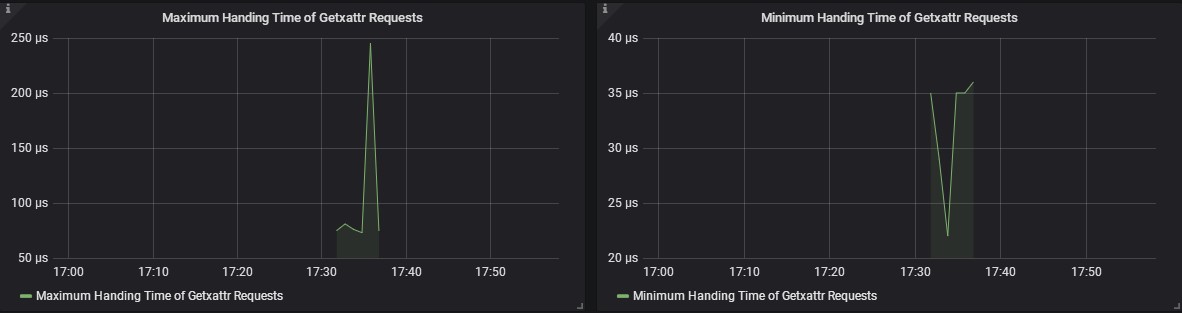 Maximum Handing Time of Getxattr Requests
250 µs
200 µs
150 µs
100 µs
50 µs
17:00 17:10 17:20 17:30 17:40 17:50
Maximum Handing Time of Getxattr Requests
Minimum Handing Time of Getxattr Requests
40 µs
35 µs
30 µs
25 µs
20 µs
17:00 17:10 17:20 17:30 17:40 17:50
Minimum Handing Time of Getxattr Requests